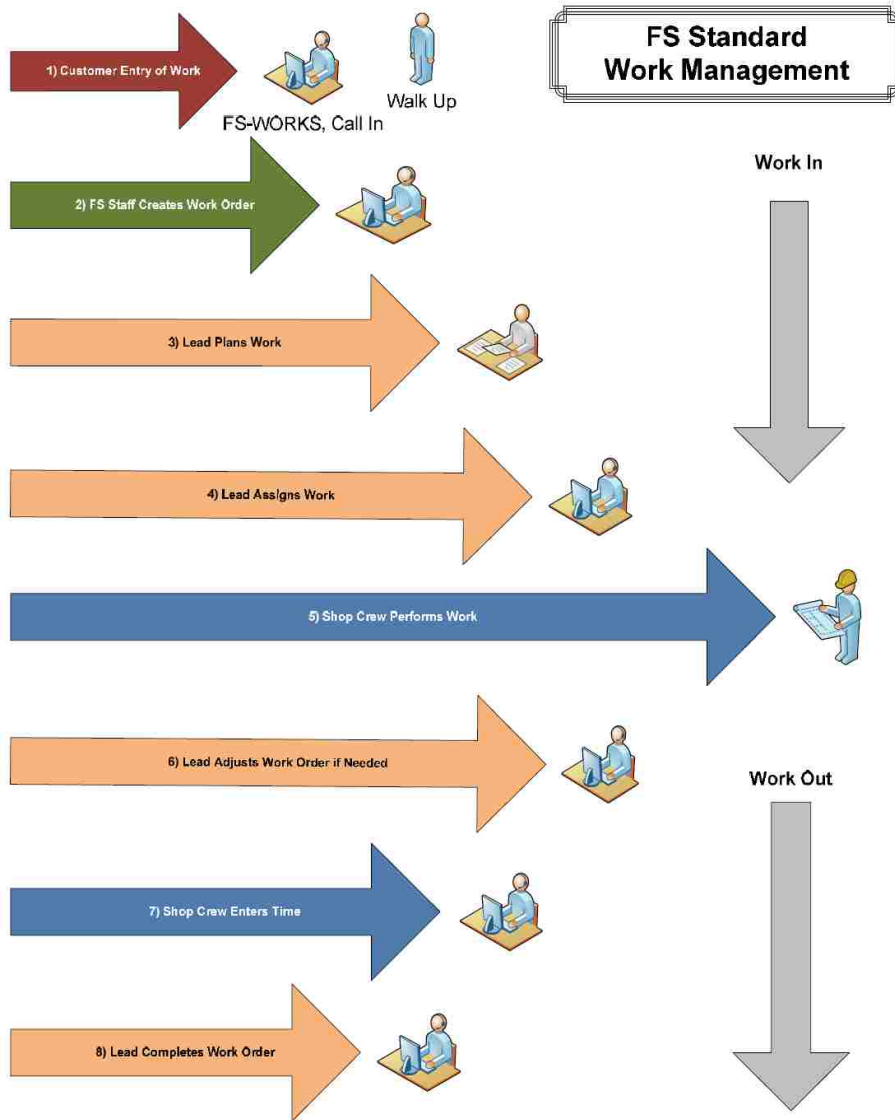 FS Standard
Work Management
1) Customer Entry of Work
Walk Up
FS-WORKS, Call In
Work In
2) FS Staff Creates Work Order
3) Lead Plans Work
4) Lead Assigns Work
5) Shop Crew Performs Work
6) Lead Adjusts Work Order if Needed
Work Out
7) Shop Crew Enters Time
8) Lead Completes Work Order